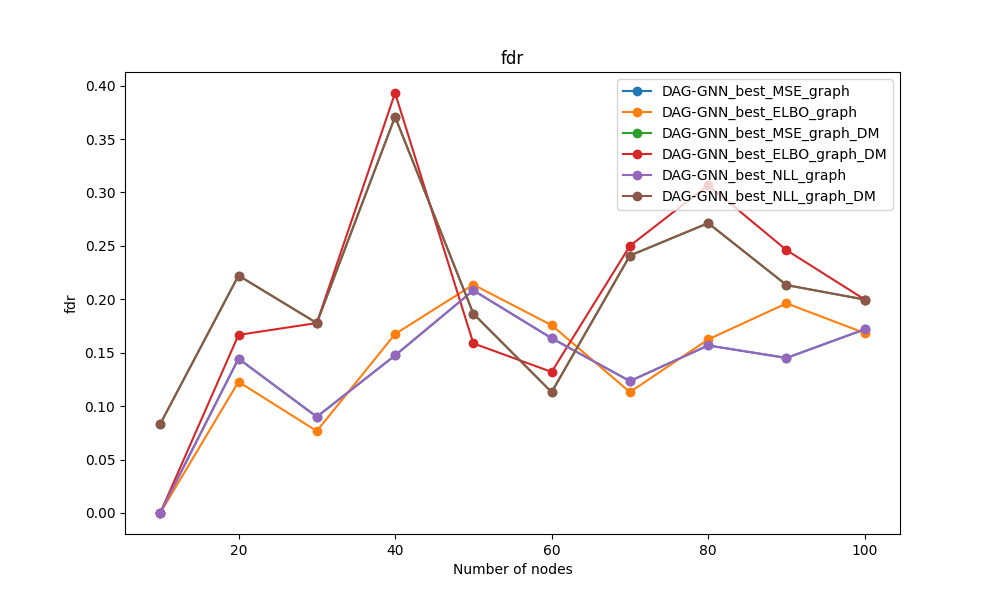 fdr
DAG-GNN_best_MSE_graph
DAG-GNN_best_ELBO_graph
DAG-GNN_best_MSE_graph_DM
DAG-GNN_best_ELBO_graph_DM
DAG-GNN_best_NLL_graph
DAG-GNN_best_NLL_graph_DM
0.40
0.35
0.30
0.25
0.20
0.15
0.10
0.05
0.00
fdr
20 40 60 80 100
Number of nodes